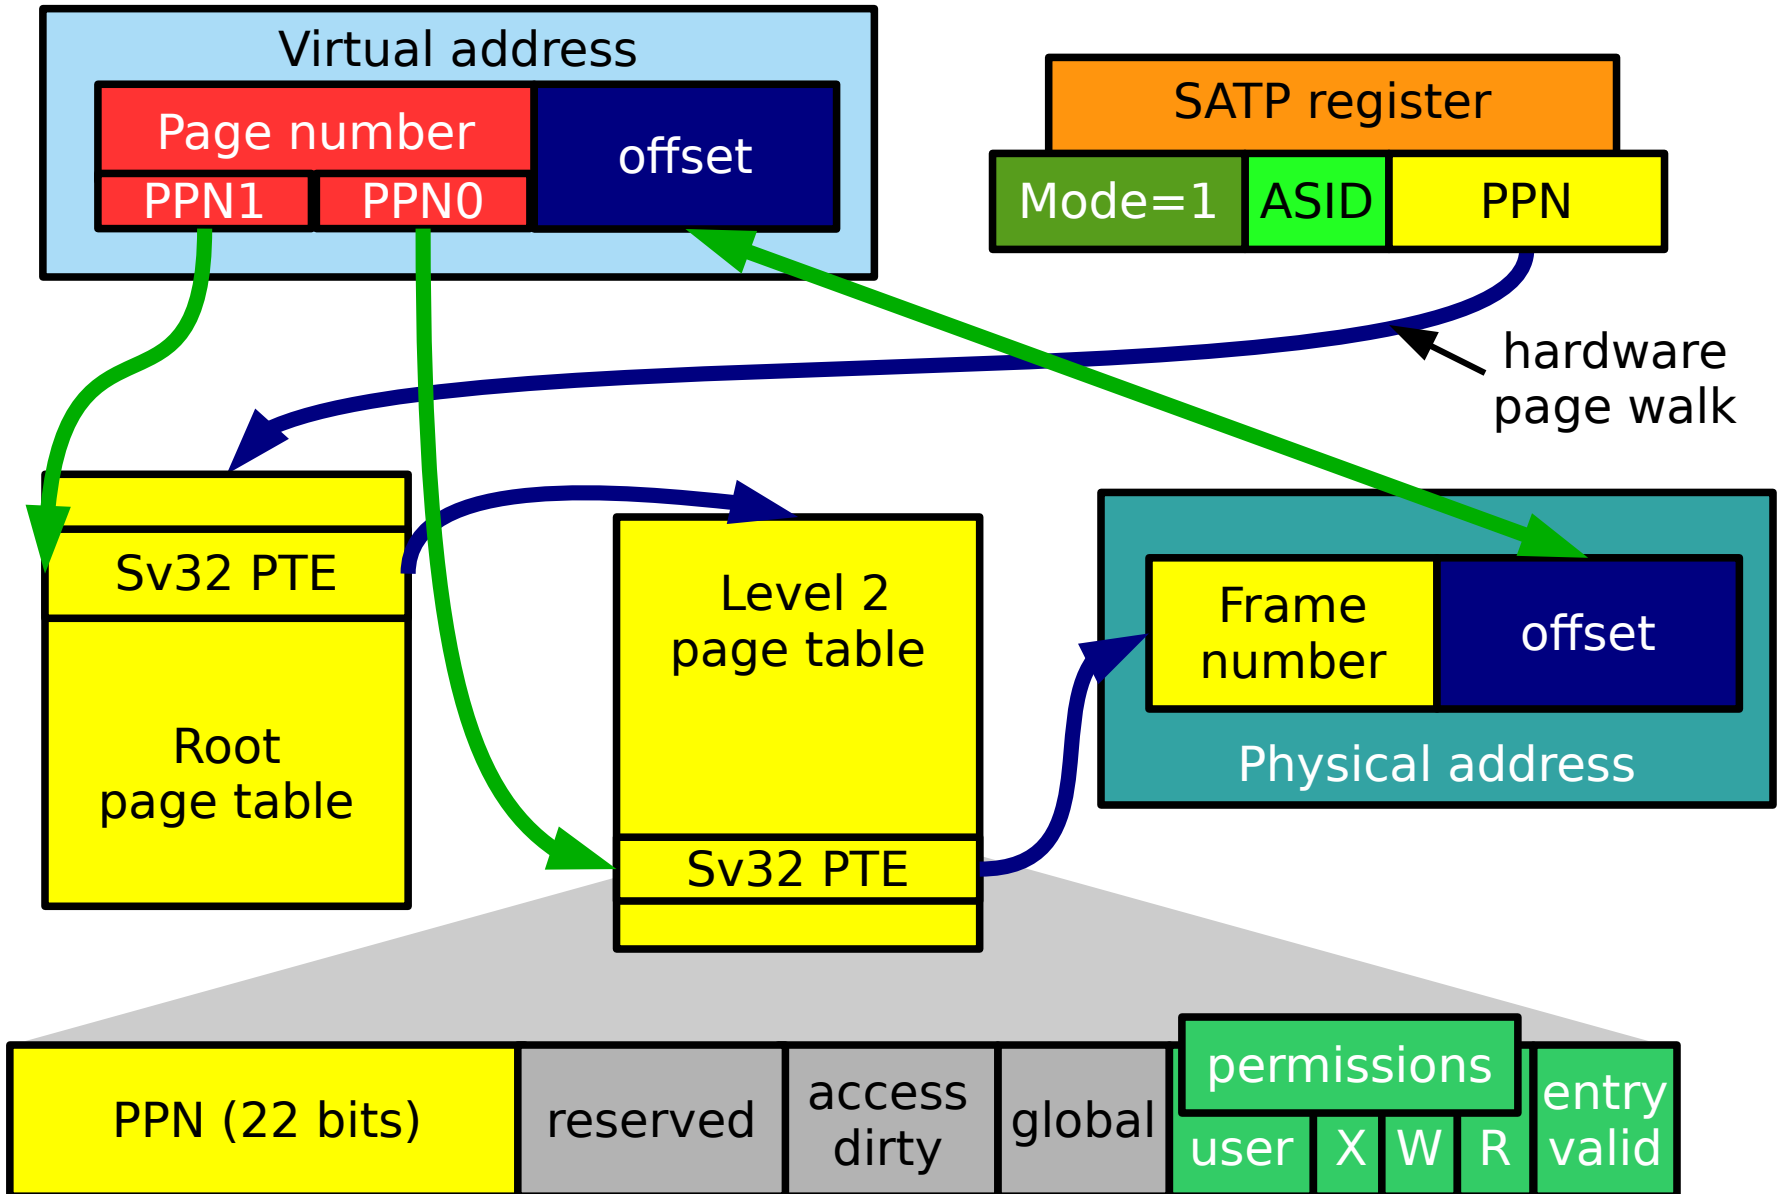 Virtual address
Page number
offset
PPN1
PPN0
SATP register
Mode=1
ASID
PPN
hardware
page walk
Sv32 PTE
Root
page table
Level 2
page table
Sv32 PTE
Frame
number
offset
Physical address
PPN (22 bits)
reserved
access
dirty
global
permissions
user
X
W
R
entry
valid